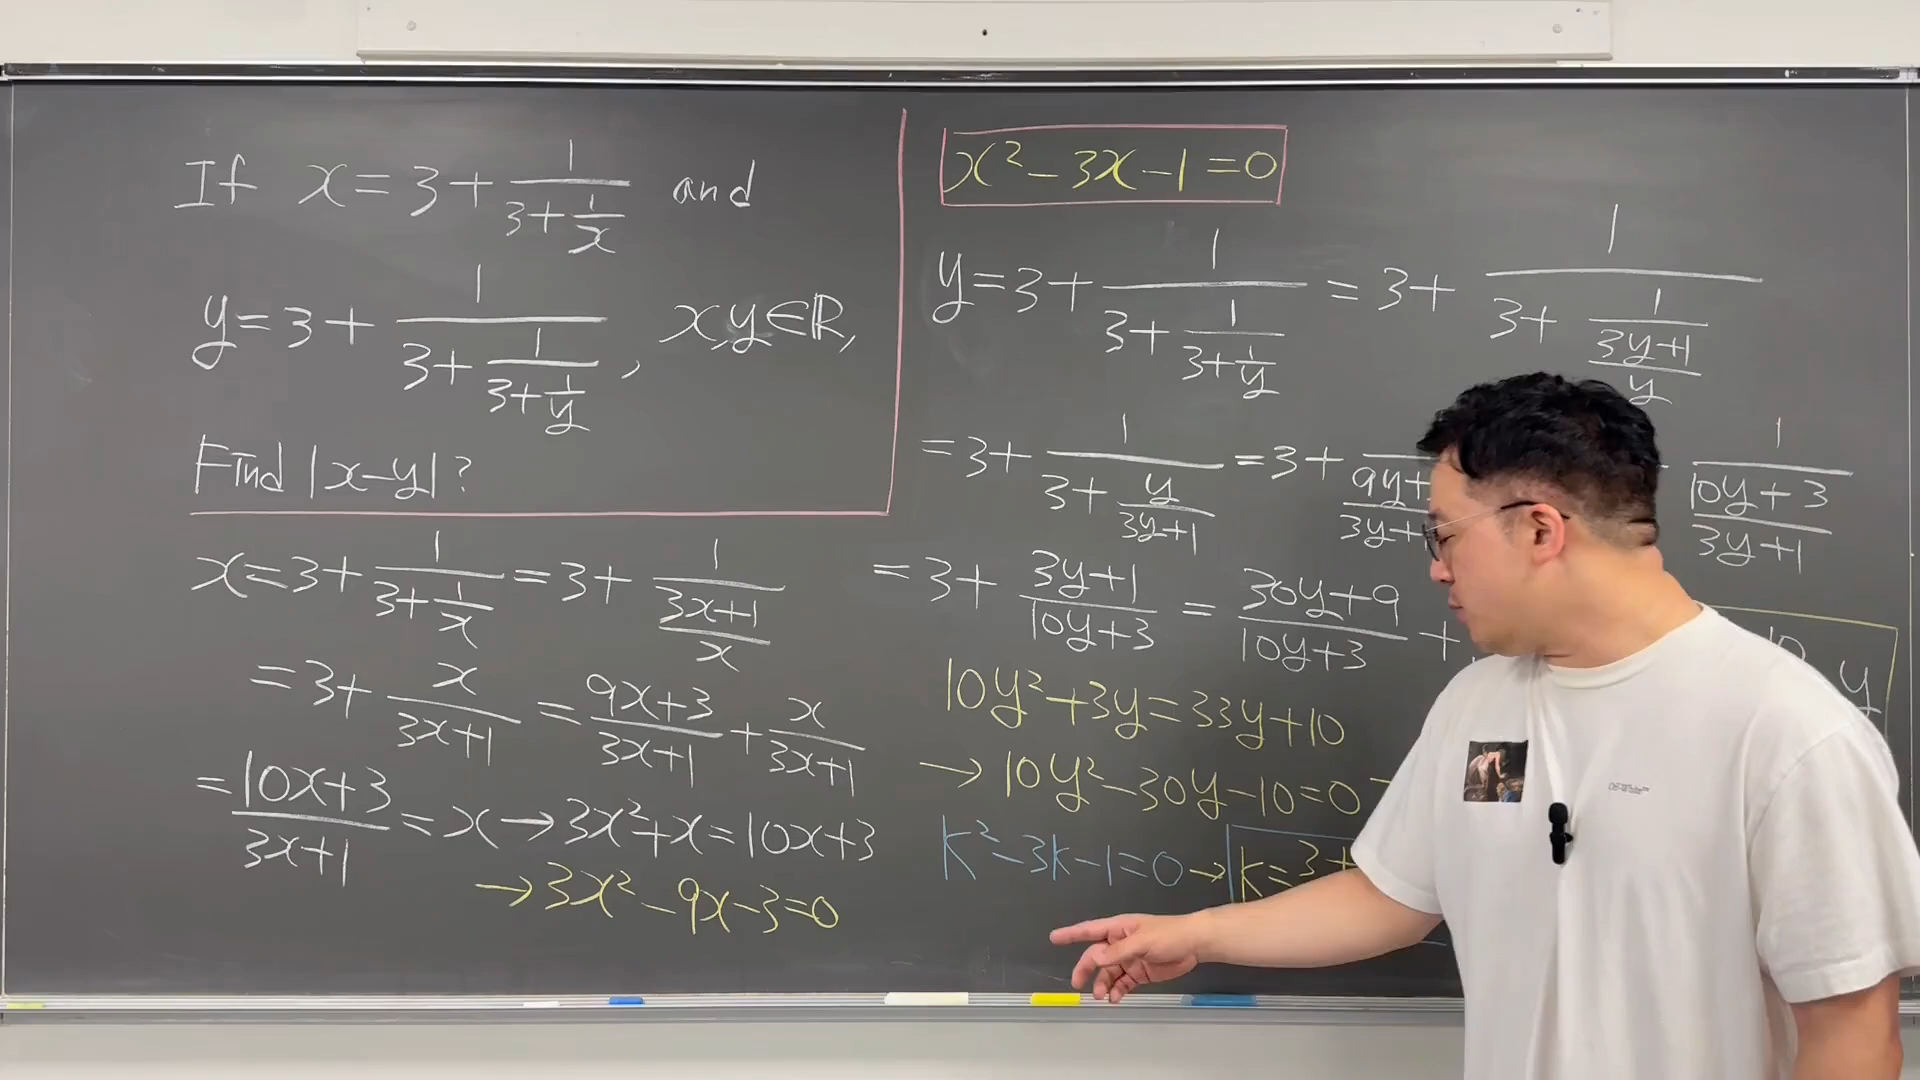 If x = 3 + 1/(3 + 1/x) and
y = 3 + 1/(3 + 1/(3 + 1/y)), x,y ∈ ℝ,
Find |x-y| ?
x = 3 + 1/(3 + 1/x) = 3 + 1/((3x+1)/x)
= 3 + x/(3x+1) = (9x+3)/(3x+1) + x/(3x+1)
= (10x+3)/(3x+1) = x → 3x² + x = 10x+3
→ 3x² - 9x - 3 = 0
x² - 3x - 1 = 0
y = 3 + 1/(3 + 1/(3 + 1/y)) = 3 + 1/(3 + 1/((3y+1)/y))
= 3 + 1/(3 + y/(3y+1)) = 3 + 9y+ 3y+ 1/((10y+3)/(3y+1))
= 3 + (3y+1)/(10y+3) = (30y+9)/(10y+3) +
10 y
10y² + 3y = 33y + 10
→ 10y² - 30y - 10 = 0
k² - 3k - 1 = 0 → k = 3 +